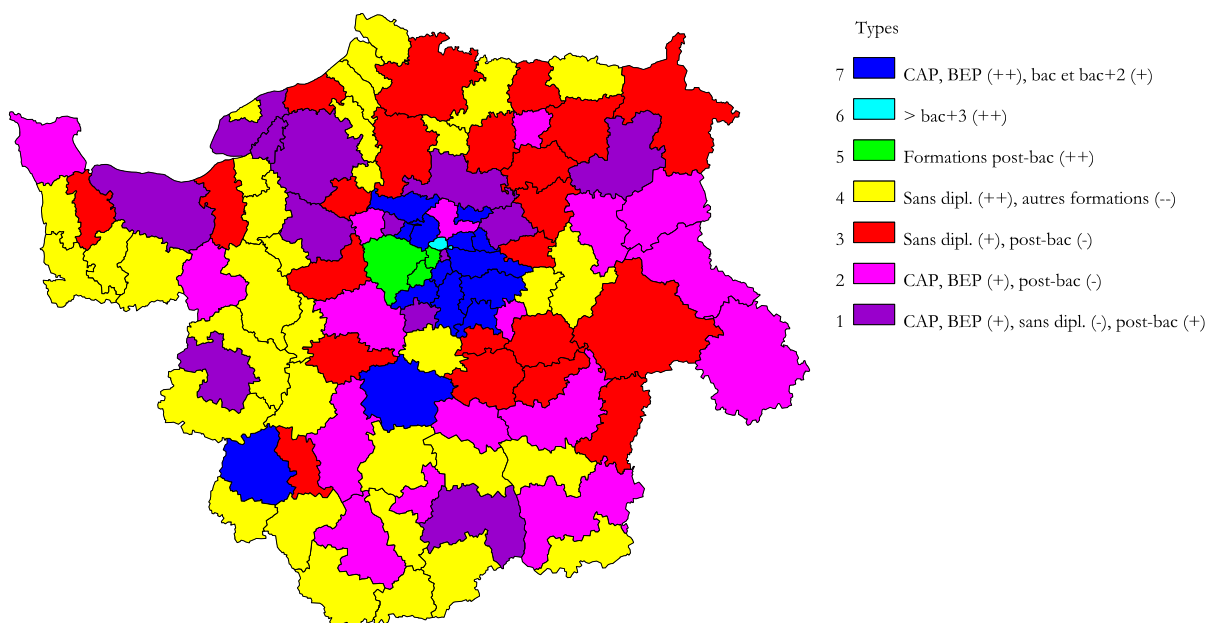 Types
7 CAP, BEP (++), bac et bac+2 (+)
6 > bac+3 (++)
5 Formations post-bac (++)
4 Sans dipl. (++), autres formations (--)
3 Sans dipl. (+), post-bac (-)
2 CAP, BEP (+), post-bac (-)
1 CAP, BEP (+), sans dipl. (-), post-bac (+)